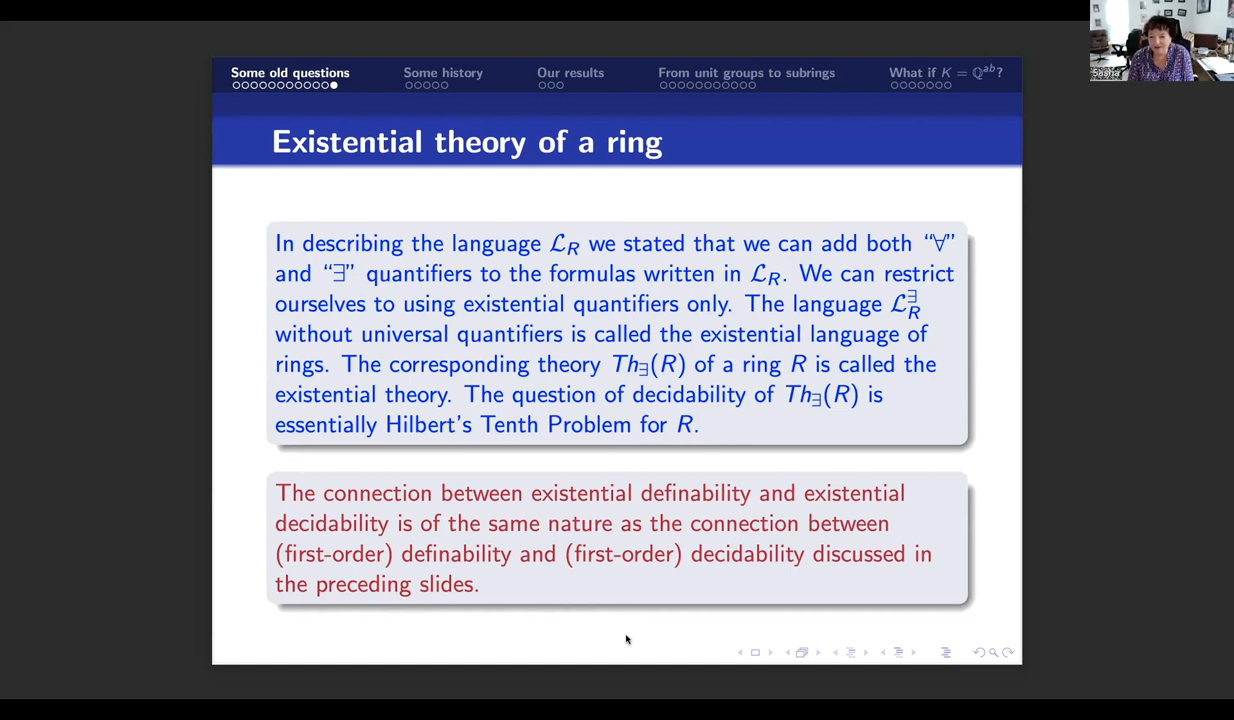 Some old questions Some history Our results From unit groups to subrings What if K = ℚᵃᵇ?
Existential theory of a ring
In describing the language ℒ_R we stated that we can add both “∀”
and “∃” quantifiers to the formulas written in ℒ_R. We can restrict
ourselves to using existential quantifiers only. The language ℒ_R^∃
without universal quantifiers is called the existential language of
rings. The corresponding theory Th_∃(R) of a ring R is called the
existential theory. The question of decidability of Th_∃(R) is
essentially Hilbert's Tenth Problem for R.
The connection between existential definability and existential
decidability is of the same nature as the connection between
(first-order) definability and (first-order) decidability discussed in
the preceding slides.
Sasha